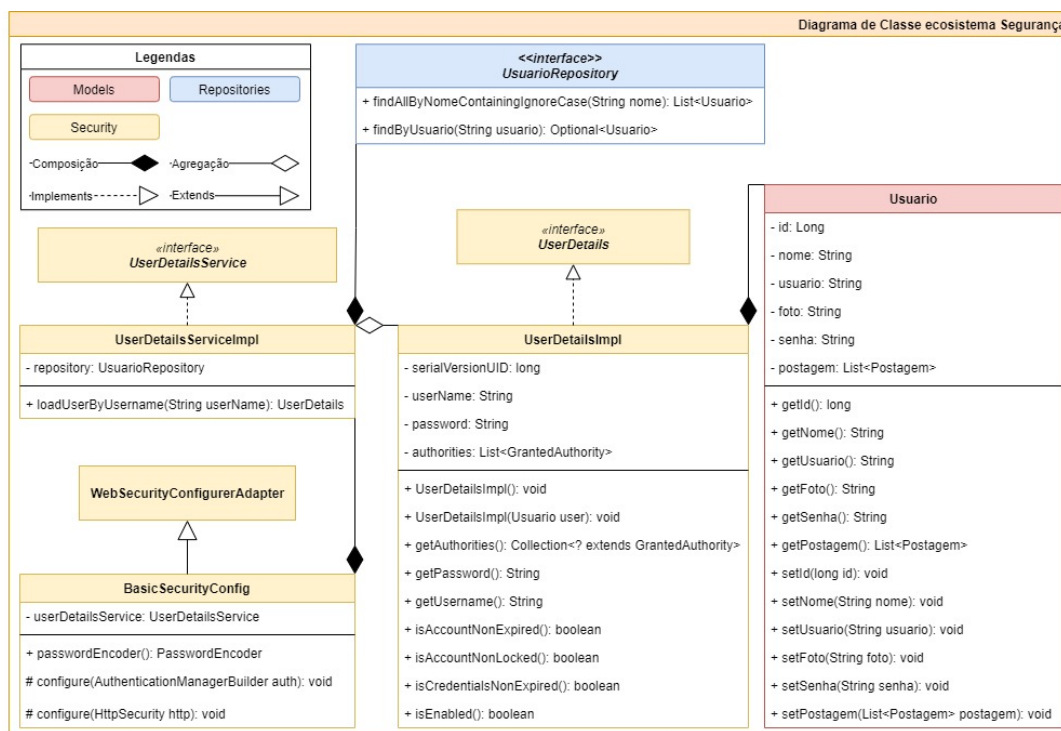 Diagrama de Classe ecosistema Segurança
Legendas
Models
Repositories
Security
Composição
Agregação
Implements
Extends
<<interface>>
UsuarioRepository
+ findAllByNomeContainingIgnoreCase(String nome): List<Usuario>
+ findByUsuario(String usuario): Optional<Usuario>
«interface»
UserDetailsService
«interface»
UserDetails
UserDetailsServiceImpl
- repository: UsuarioRepository
+ loadUserByUsername(String userName): UserDetails
WebSecurityConfigurerAdapter
BasicSecurityConfig
- userDetailsService: UserDetailsService
+ passwordEncoder(): PasswordEncoder
# configure(AuthenticationManagerBuilder auth): void
# configure(HttpSecurity http): void
UserDetailsImpl
- serialVersionUID: long
- userName: String
- password: String
- authorities: List<GrantedAuthority>
+ UserDetailsImpl(): void
+ UserDetailsImpl(Usuario user): void
+ getAuthorities(): Collection<? extends GrantedAuthority>
+ getPassword(): String
+ getUsername(): String
+ isAccountNonExpired(): boolean
+ isAccountNonLocked(): boolean
+ isCredentialsNonExpired(): boolean
+ isEnabled(): boolean
Usuario
- id: Long
- nome: String
- usuario: String
- foto: String
- senha: String
- postagem: List<Postagem>
+ getId(): long
+ getNome(): String
+ getUsuario(): String
+ getFoto(): String
+ getSenha(): String
+ getPostagem(): List<Postagem>
+ setId(long id): void
+ setNome(String nome): void
+ setUsuario(String usuario): void
+ setFoto(String foto): void
+ setSenha(String senha): void
+ setPostagem(List<Postagem> postagem): void